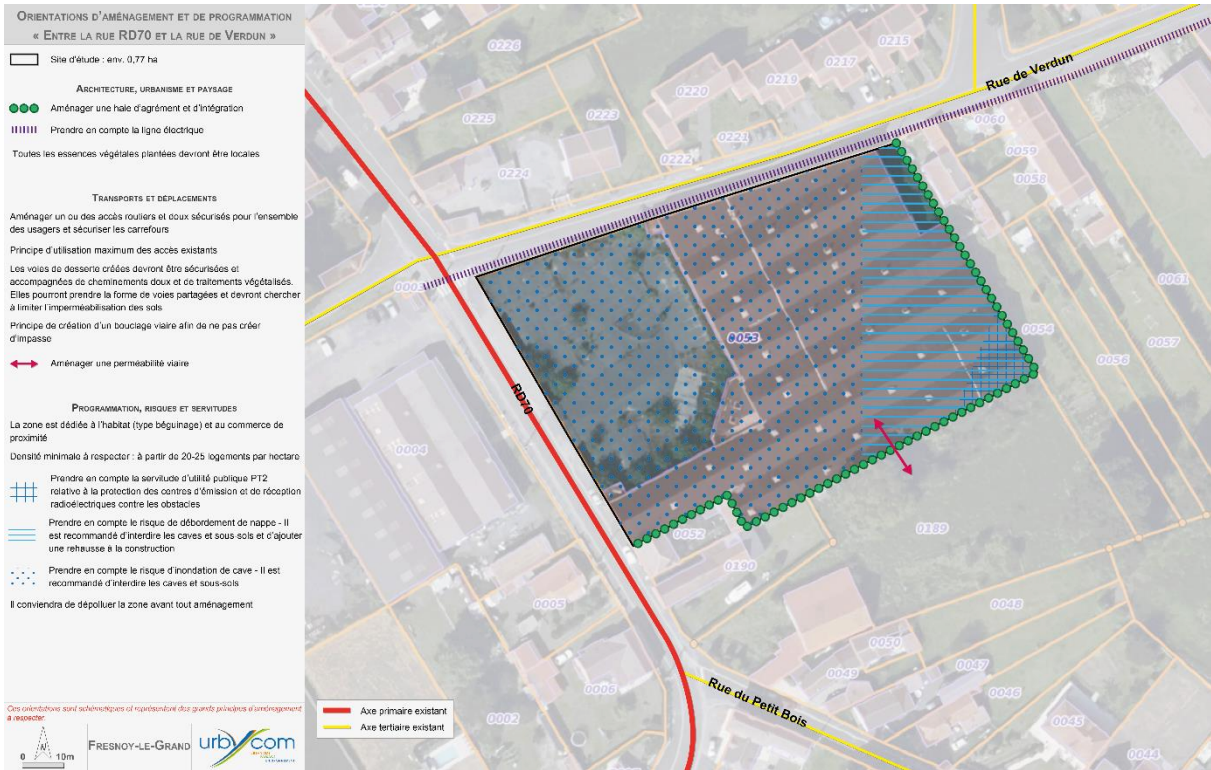 ORIENTATIONS D'AMÉNAGEMENT ET DE PROGRAMMATION
« ENTRE LA RUE RD70 ET LA RUE DE VERDUN »
Site d'étude : env. 0,77 ha
ARCHITECTURE, URBANISME ET PAYSAGE
Aménager une haie d'agrément et d'intégration
Prendre en compte la ligne électrique
Toutes les essences végétales plantées devront être locales
TRANSPORTS ET DÉPLACEMENTS
Aménager un ou des accès routiers et doux sécurisés pour l'ensemble
des usagers et sécuriser les carrefours
Principe d'utilisation maximum des accès existants
Les voies de desserte créées devront être sécurisées et
accompagnées de cheminements doux et de traitements végétalisés.
Elles pourront prendre la forme de voies partagées et devront chercher
à limiter l'imperméabilisation des sols
Principe de création d'un bouclage viaire afin de ne pas créer
d'impasse
Aménager une perméabilité viaire
PROGRAMMATION, RISQUES ET SERVITUDES
La zone est dédiée à l'habitat (type béguinage) et au commerce de
proximité
Densité minimale à respecter : à partir de 20-25 logements par hectare
Prendre en compte la servitude d'utilité publique PT2
relative à la protection des centres d'émission et de réception
radioélectriques contre les obstacles
Prendre en compte le risque de débordement de nappe - Il
est recommandé d'interdire les caves et sous-sols et d'ajouter
une rehausse à la construction
Prendre en compte le risque d'inondation de cave - Il est
recommandé d'interdire les caves et sous-sols
Il conviendra de dépolluer la zone avant tout aménagement
Ces orientations sont schématiques et représentent des grands principes d'aménagement
à respecter.
N
0 10m
FRESNOY-LE-GRAND
urbycom
Axe primaire existant
Axe tertiaire existant
Rue de Verdun
RD70
Rue du Petit Bois
0226
0215
0217
0219
0220
0221
0222
0223
0225
0224
0060
0059
0058
0061
0003
0053
0054
0056
0057
0004
0052
0189
0190
0005
0048
0050
0049
0047
0046
0006
0002
0045
0044